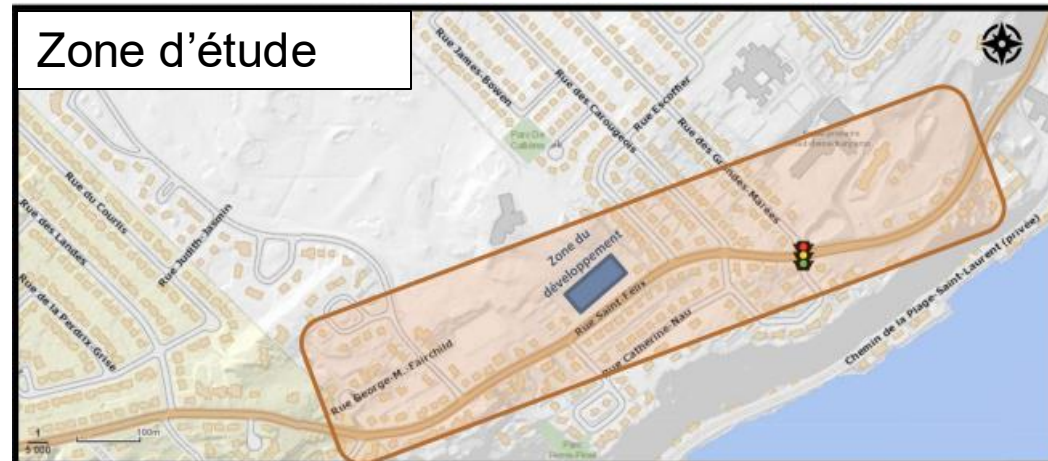 Zone d’étude
Rue James-Bowen
Rue des Carougeois
Rue Escoffier
Rue des Grandes-Marées
Rue du Courlis
Rue des Landes
Rue Judith-Jasmin
Rue de la Perdrix-Grise
Zone du
développement
Rue Saint-Félix
Rue Catherine-Nau
Rue George-M.-Fairchild
Chemin de la Plage-Saint-Laurent (privée)
1
5 000
100m